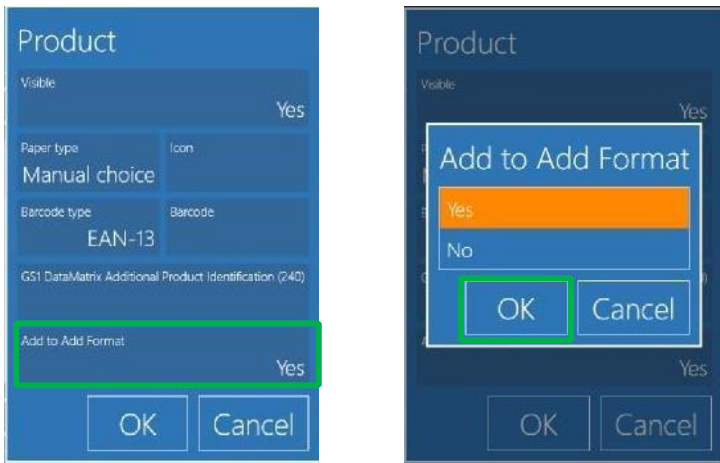 Product
Visible
Yes
Paper type
Icon
Manual choice
Barcode type
Barcode
EAN-13
GS1 DataMatrix Additional Product Identification (240)
Add to Add Format
Yes
OK
Cancel
Product
Visible
Yes
Add to Add Format
Yes
No
OK
Cancel
Yes
OK
Cancel